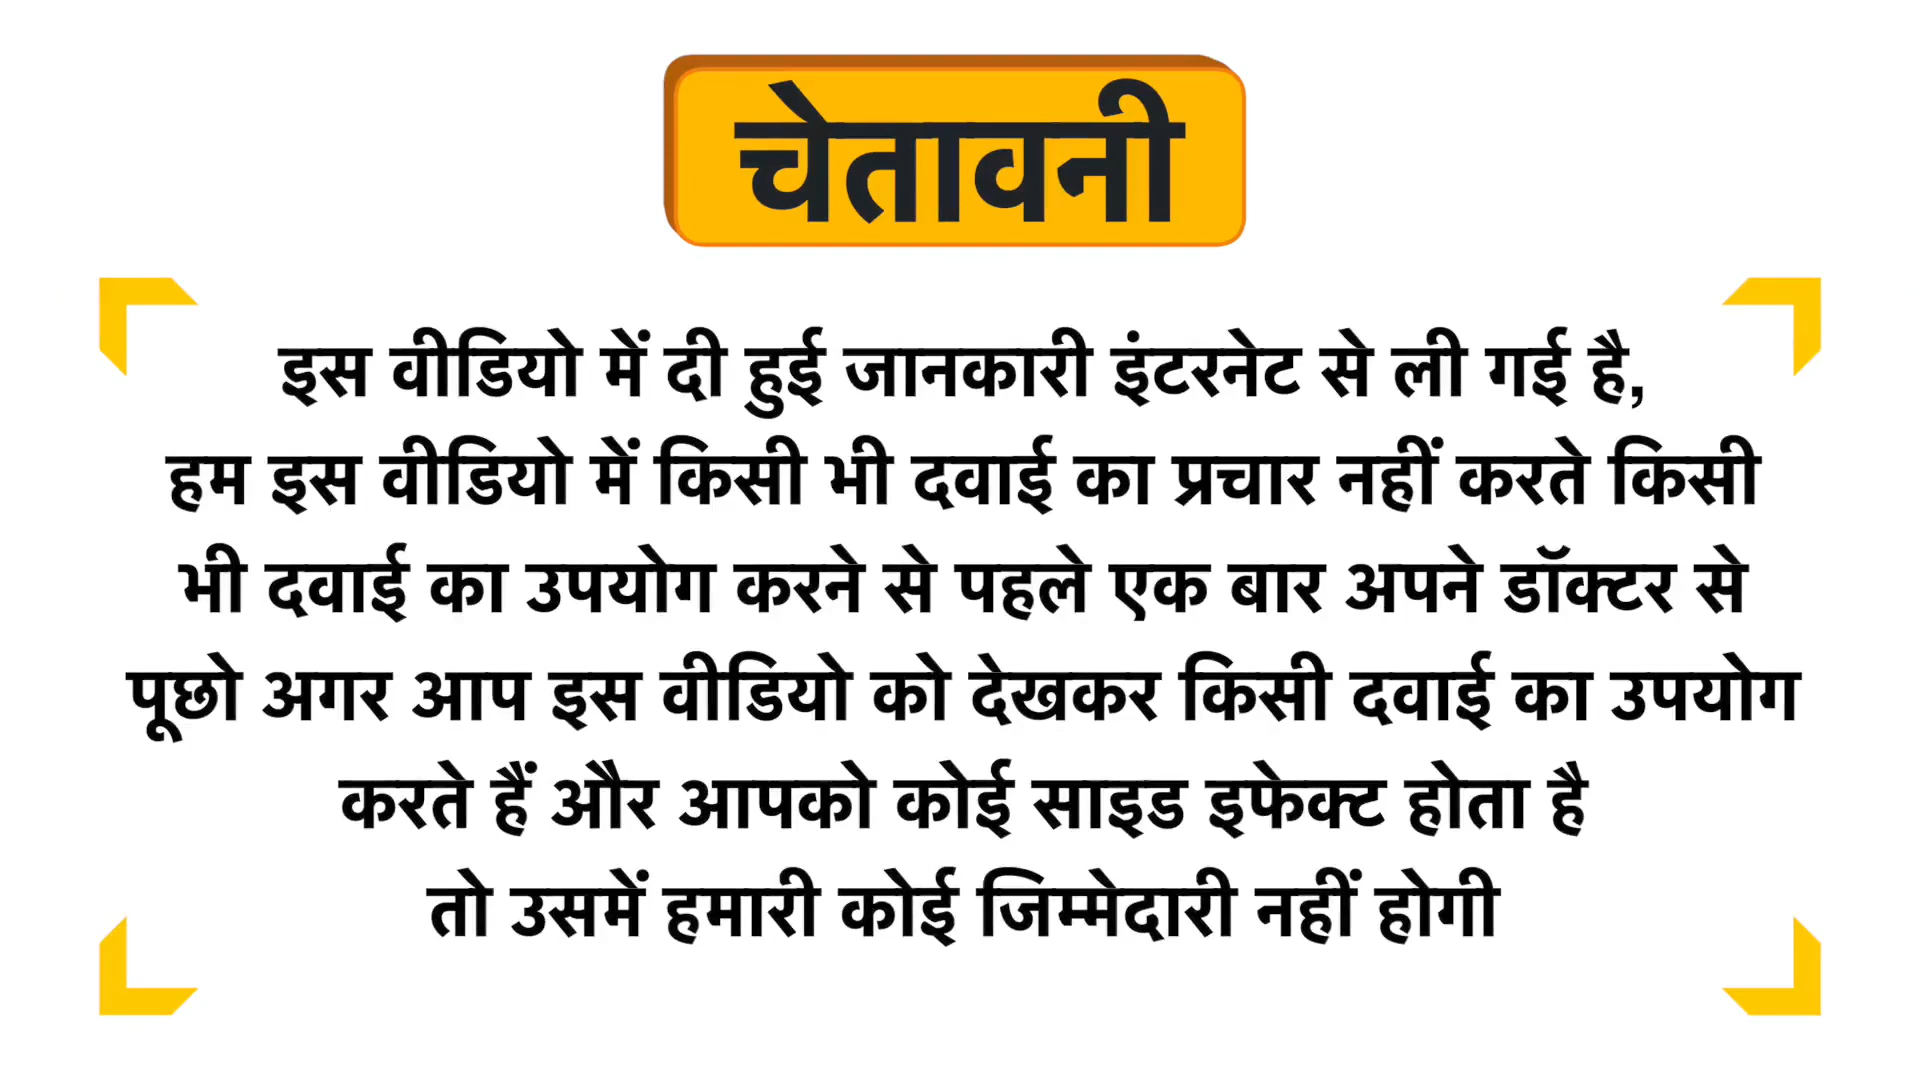 चेतावनी
इस वीडियो में दी हुई जानकारी इंटरनेट से ली गई है,
हम इस वीडियो में किसी भी दवाई का प्रचार नहीं करते किसी
भी दवाई का उपयोग करने से पहले एक बार अपने डॉक्टर से
पूछो अगर आप इस वीडियो को देखकर किसी दवाई का उपयोग
करते हैं और आपको कोई साइड इफेक्ट होता है
तो उसमें हमारी कोई जिम्मेदारी नहीं होगी